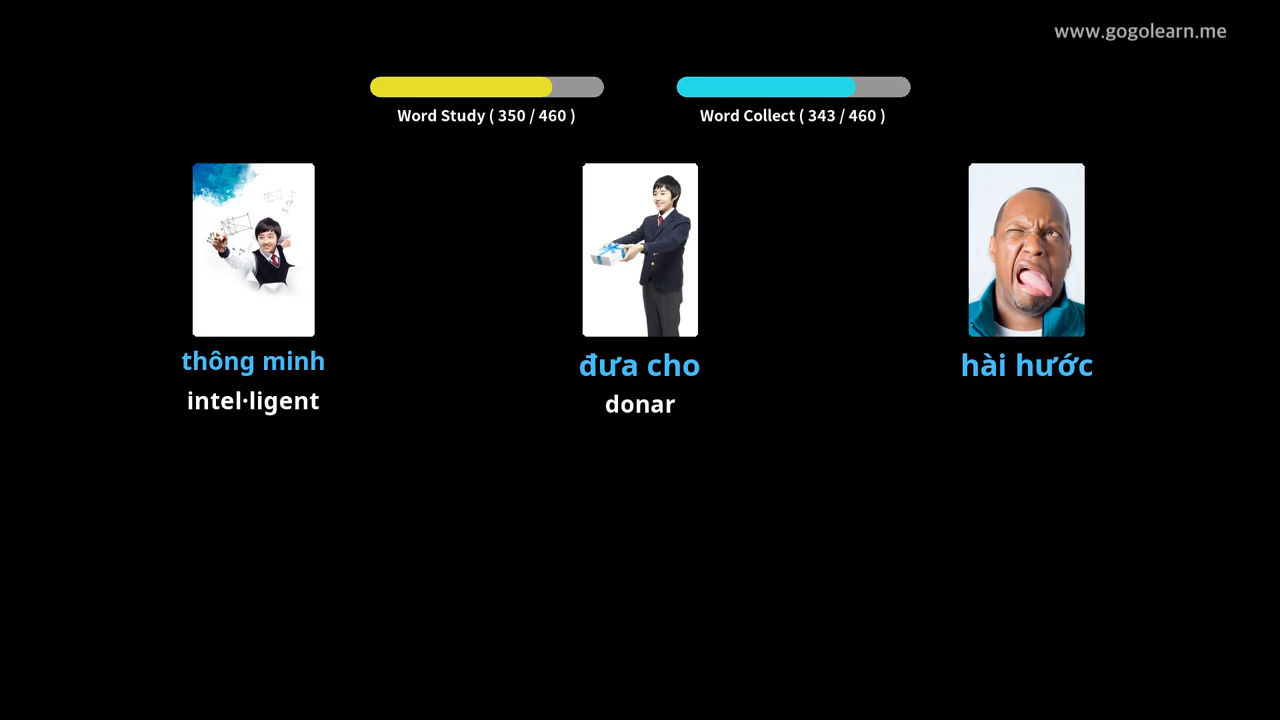 www.gogolearn.me
Word Study ( 350 / 460 )
Word Collect ( 343 / 460 )
thông minh
intel·ligent
đưa cho
donar
hài hước